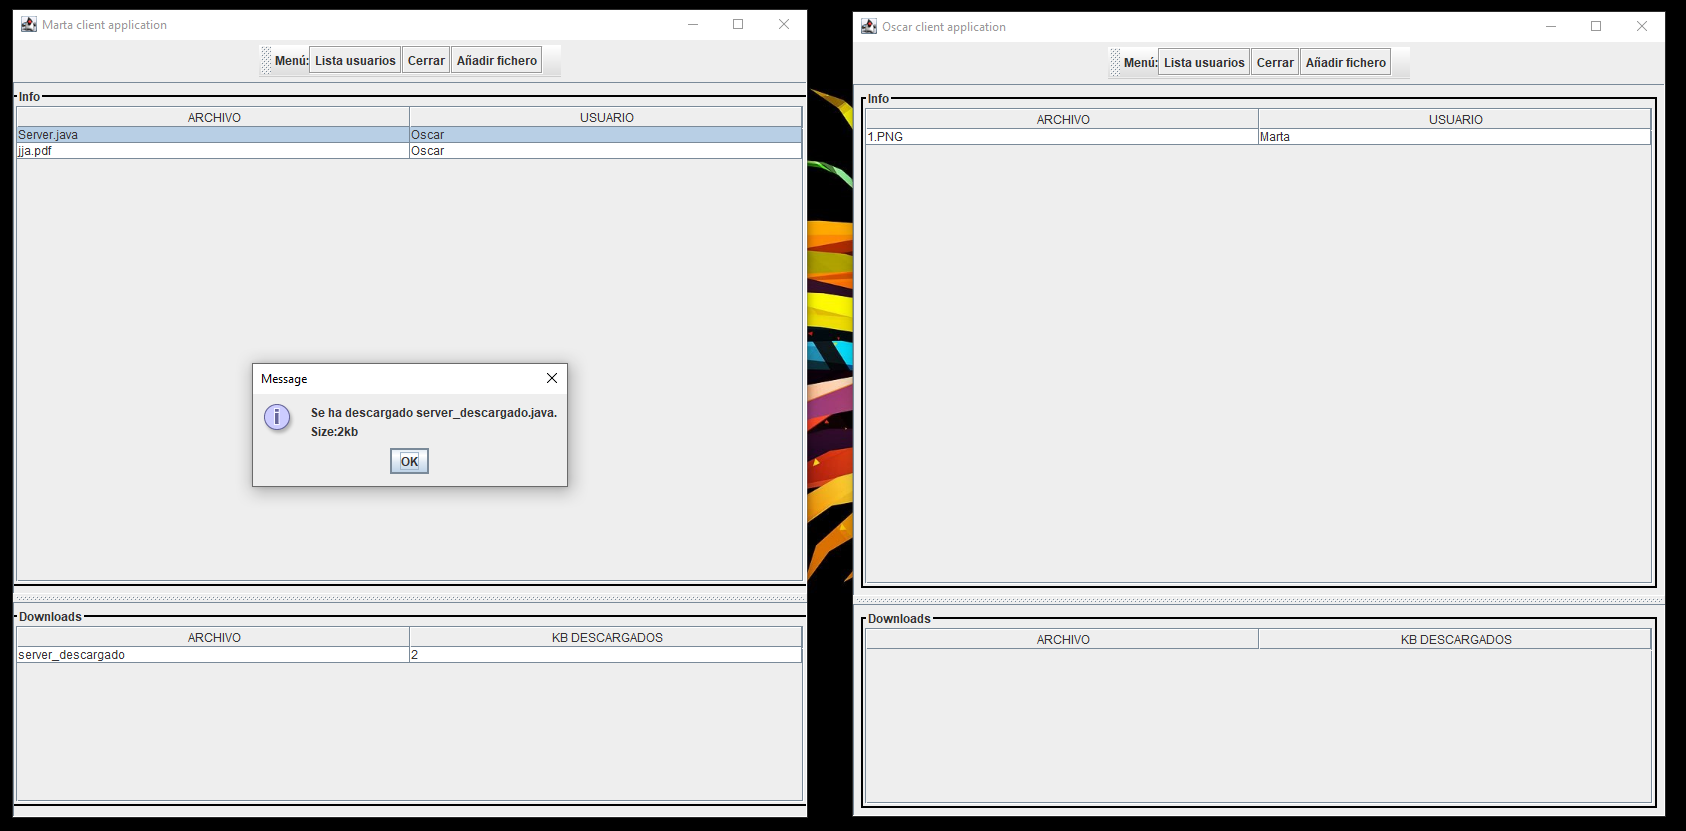 Marta client application
Menú: Lista usuarios Cerrar Añadir fichero
Info
ARCHIVO USUARIO
Server.java Oscar
jja.pdf Oscar
Message
Se ha descargado server_descargado.java.
Size:2kb
OK
Downloads
ARCHIVO KB DESCARGADOS
server_descargado 2
Oscar client application
Menú: Lista usuarios Cerrar Añadir fichero
Info
ARCHIVO USUARIO
1.PNG Marta
Downloads
ARCHIVO KB DESCARGADOS